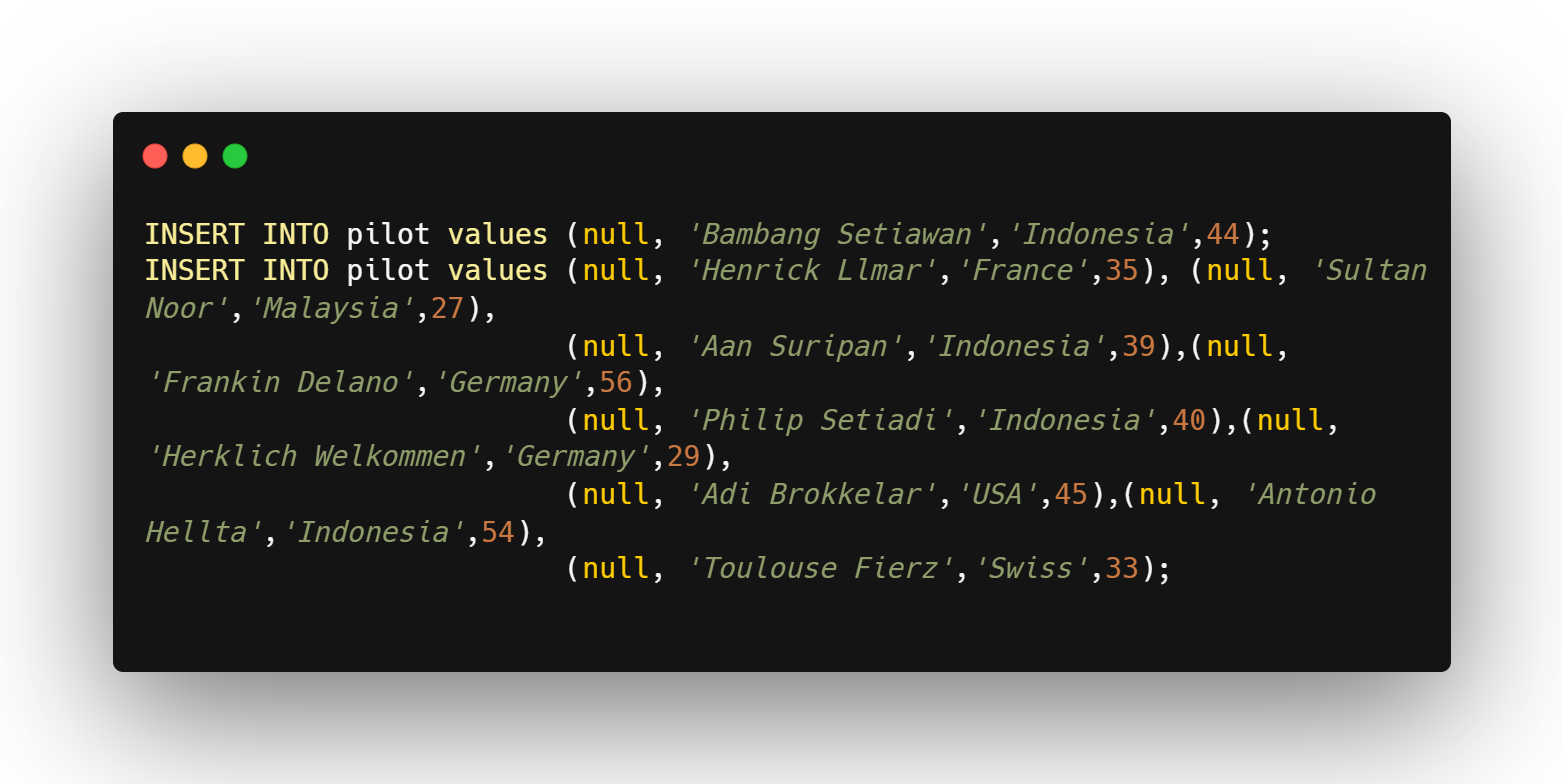 INSERT INTO pilot values (null, 'Bambang Setiawan','Indonesia',44);
INSERT INTO pilot values (null, 'Henrick Llmar','France',35), (null, 'Sultan
Noor','Malaysia',27),
(null, 'Aan Suripan','Indonesia',39),(null,
'Frankin Delano','Germany',56),
(null, 'Philip Setiadi','Indonesia',40),(null,
'Herklich Welkommen','Germany',29),
(null, 'Adi Brokkelar','USA',45),(null, 'Antonio
Hellta','Indonesia',54),
(null, 'Toulouse Fierz','Swiss',33);